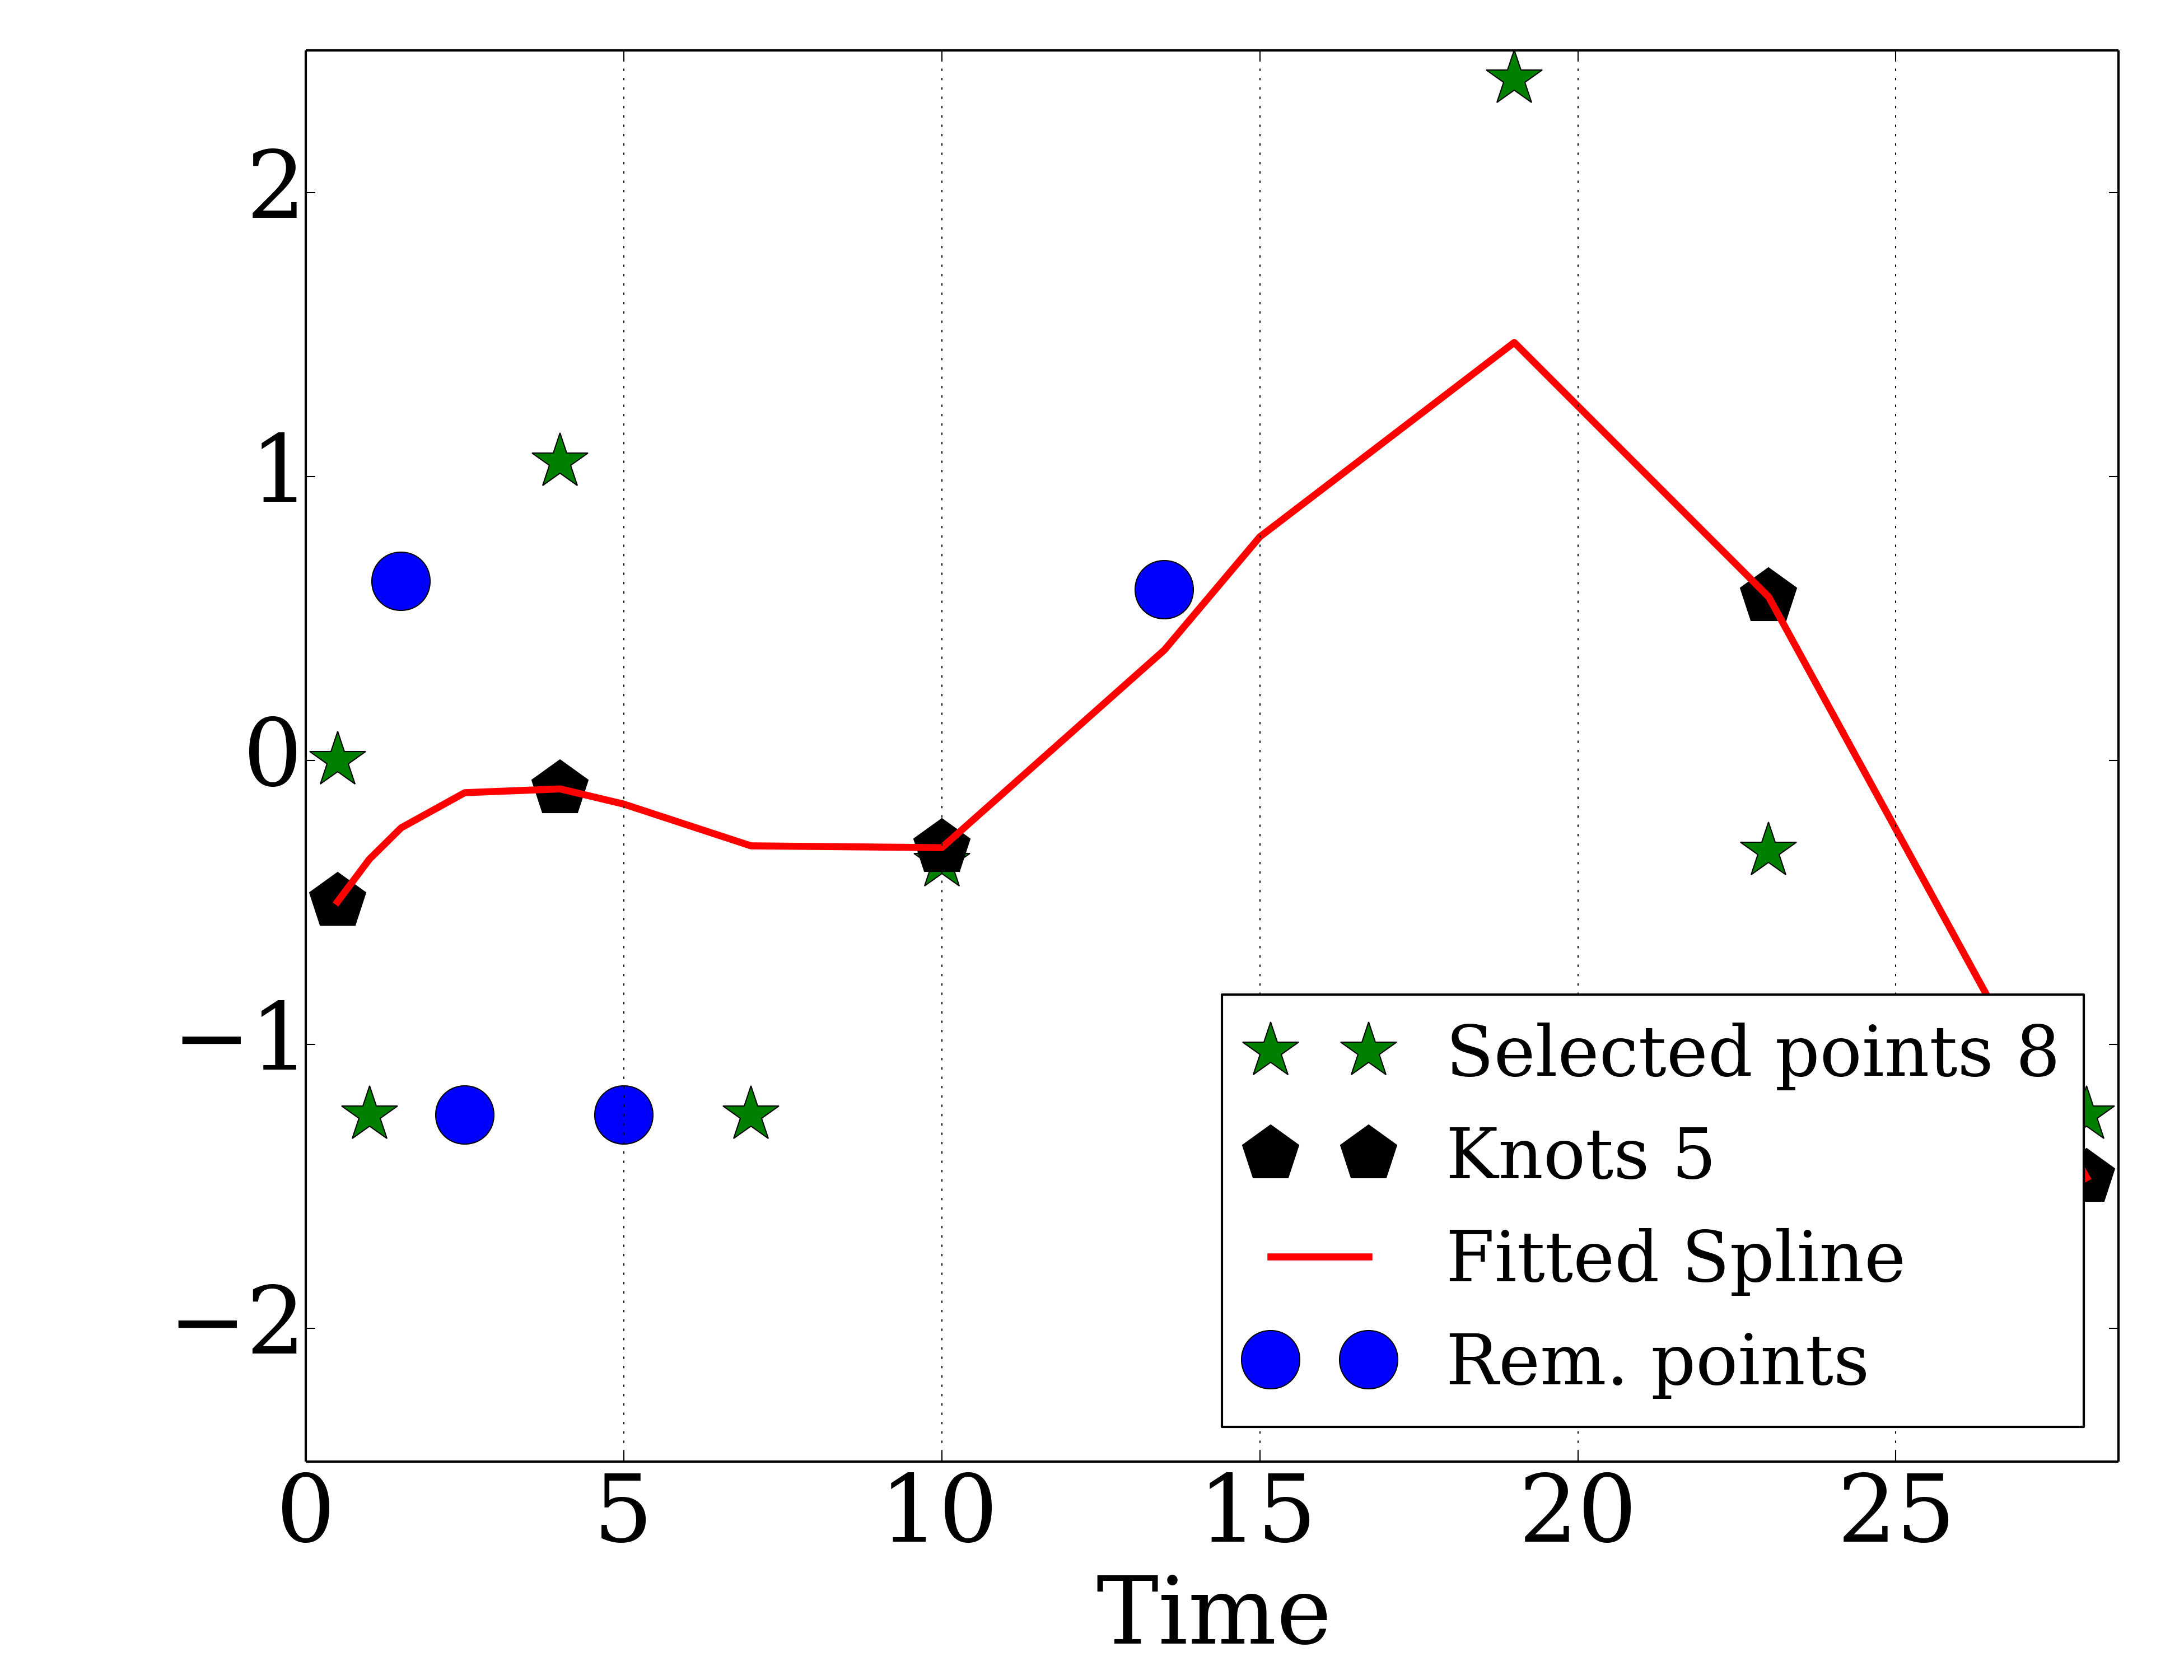 2
1
0
−1
−2
Selected points 8
Knots 5
Fitted Spline
Rem. points
0 5 10 15 20 25
Time